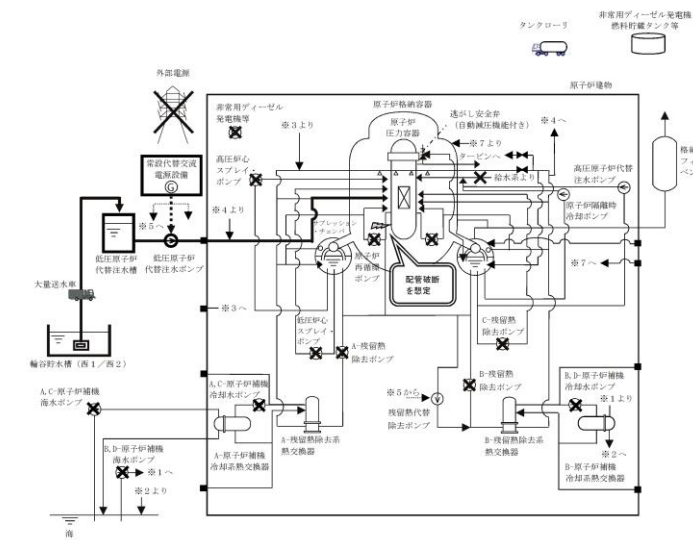 タンクローリ
非常用ディーゼル発電機
燃料貯蔵タンク等
外部電源
原子炉建物
非常用ディーゼル
発電機等
原子炉格納容器
原子炉
圧力容器
逃がし安全弁
(自動減圧機能付き)
※3より
※4へ
※7より
タービンへ
給水系より
常設代替交流
電源設備
G
高圧炉心
スプレイ・
ポンプ
高圧原子炉代替
注水ポンプ
原子炉隔離時
冷却ポンプ
※4より
※5へ
サプレッション
・チェンバ
低圧原子炉
代替注水槽
低圧原子炉
代替注水ポンプ
原子炉
再循環
ポンプ
配管破断
を想定
※7へ
大量送水車
※3へ
輪谷貯水槽(西1/西2)
低圧炉心
スプレイ・
ポンプ
A-残留熱
除去ポンプ
C-残留熱
除去ポンプ
B-残留熱
除去ポンプ
A,C-原子炉補機
海水ポンプ
A,C-原子炉補機
冷却水ポンプ
※5から
残留熱代替
除去ポンプ
B,D-原子炉補機
冷却水ポンプ
※1より
B,D-原子炉補機
海水ポンプ
※1へ
※2より
A-原子炉補機
冷却系熱交換器
A-残留熱除去系
熱交換器
B-残留熱除去系
熱交換器
※2へ
B-原子炉補機
冷却系熱交換器
海